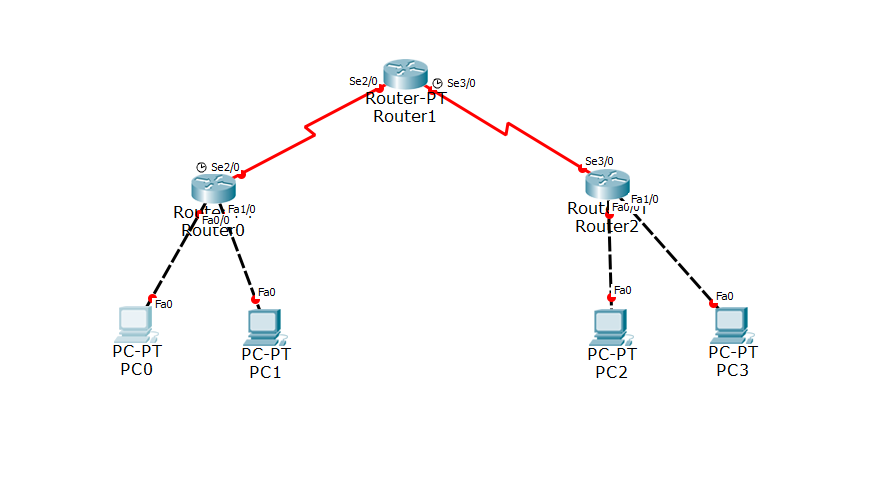 Se2/0
Se3/0
Router-PT
Router1
Se2/0
Se3/0
Fa1/0
Fa0/0
Router0
Fa1/0
Router2
Fa0
Fa0
Fa0
Fa0
PC-PT
PC0
PC-PT
PC1
PC-PT
PC2
PC-PT
PC3